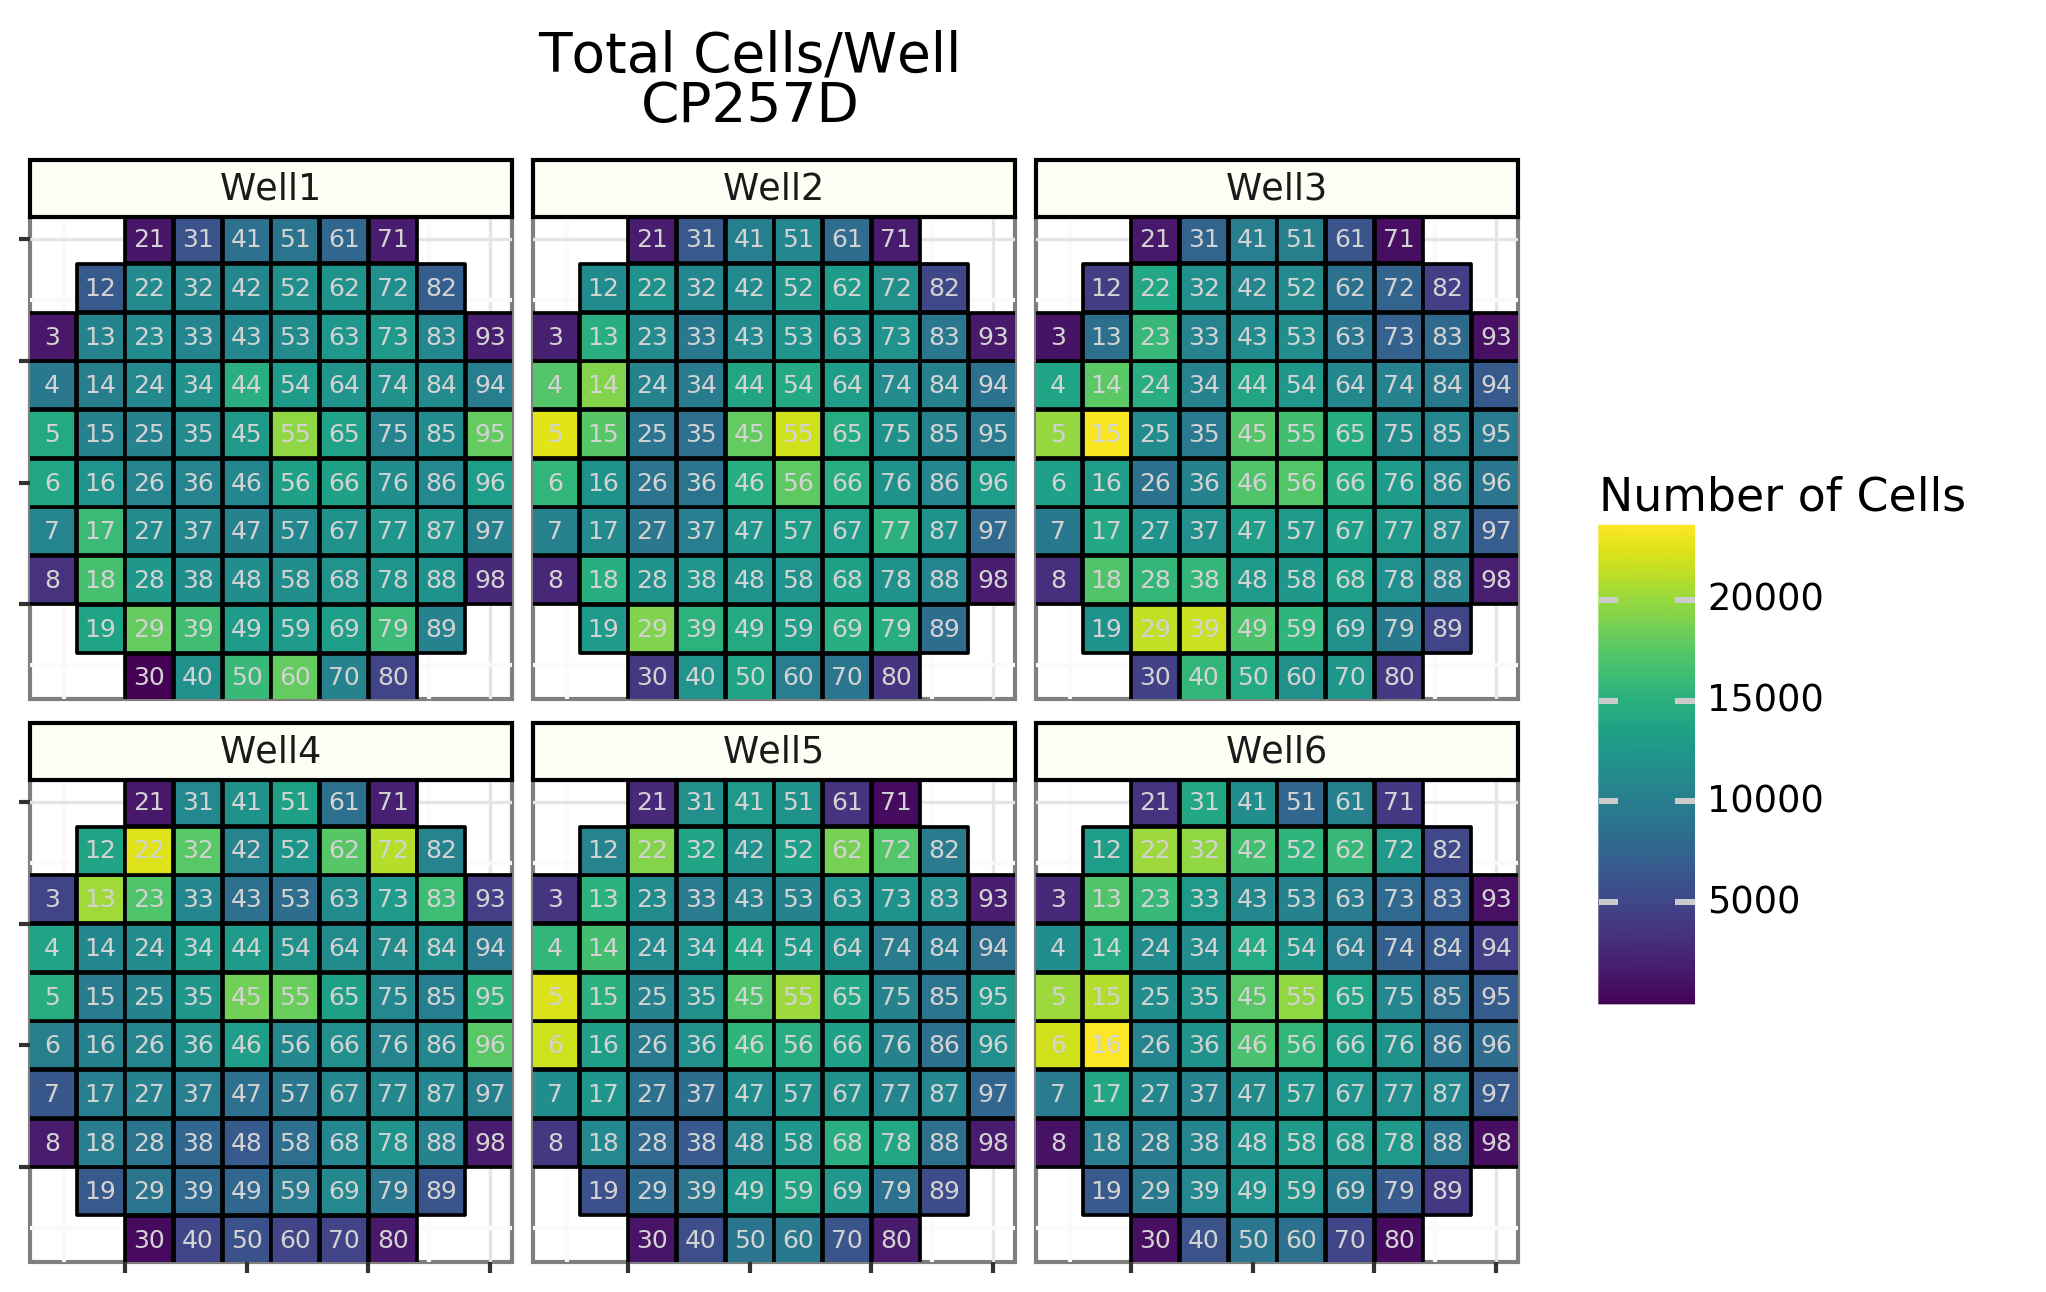 Total Cells/Well
CP257D
Well1 Well2 Well3
21 31 41 51 61 71 21 31 41 51 61 71 21 31 41 51 61 71
12 22 32 42 52 62 72 82 12 22 32 42 52 62 72 82 12 22 32 42 52 62 72 82
3 13 23 33 43 53 63 73 83 93 3 13 23 33 43 53 63 73 83 93 3 13 23 33 43 53 63 73 83 93
4 14 24 34 44 54 64 74 84 94 4 14 24 34 44 54 64 74 84 94 4 14 24 34 44 54 64 74 84 94
5 15 25 35 45 55 65 75 85 95 5 15 25 35 45 55 65 75 85 95 5 15 25 35 45 55 65 75 85 95
6 16 26 36 46 56 66 76 86 96 6 16 26 36 46 56 66 76 86 96 6 16 26 36 46 56 66 76 86 96
7 17 27 37 47 57 67 77 87 97 7 17 27 37 47 57 67 77 87 97 7 17 27 37 47 57 67 77 87 97
8 18 28 38 48 58 68 78 88 98 8 18 28 38 48 58 68 78 88 98 8 18 28 38 48 58 68 78 88 98
19 29 39 49 59 69 79 89 19 29 39 49 59 69 79 89 19 29 39 49 59 69 79 89
30 40 50 60 70 80 30 40 50 60 70 80 30 40 50 60 70 80
Well4 Well5 Well6
21 31 41 51 61 71 21 31 41 51 61 71 21 31 41 51 61 71
12 22 32 42 52 62 72 82 12 22 32 42 52 62 72 82 12 22 32 42 52 62 72 82
3 13 23 33 43 53 63 73 83 93 3 13 23 33 43 53 63 73 83 93 3 13 23 33 43 53 63 73 83 93
4 14 24 34 44 54 64 74 84 94 4 14 24 34 44 54 64 74 84 94 4 14 24 34 44 54 64 74 84 94
5 15 25 35 45 55 65 75 85 95 5 15 25 35 45 55 65 75 85 95 5 15 25 35 45 55 65 75 85 95
6 16 26 36 46 56 66 76 86 96 6 16 26 36 46 56 66 76 86 96 6 16 26 36 46 56 66 76 86 96
7 17 27 37 47 57 67 77 87 97 7 17 27 37 47 57 67 77 87 97 7 17 27 37 47 57 67 77 87 97
8 18 28 38 48 58 68 78 88 98 8 18 28 38 48 58 68 78 88 98 8 18 28 38 48 58 68 78 88 98
19 29 39 49 59 69 79 89 19 29 39 49 59 69 79 89 19 29 39 49 59 69 79 89
30 40 50 60 70 80 30 40 50 60 70 80 30 40 50 60 70 80
Number of Cells
20000
15000
10000
5000